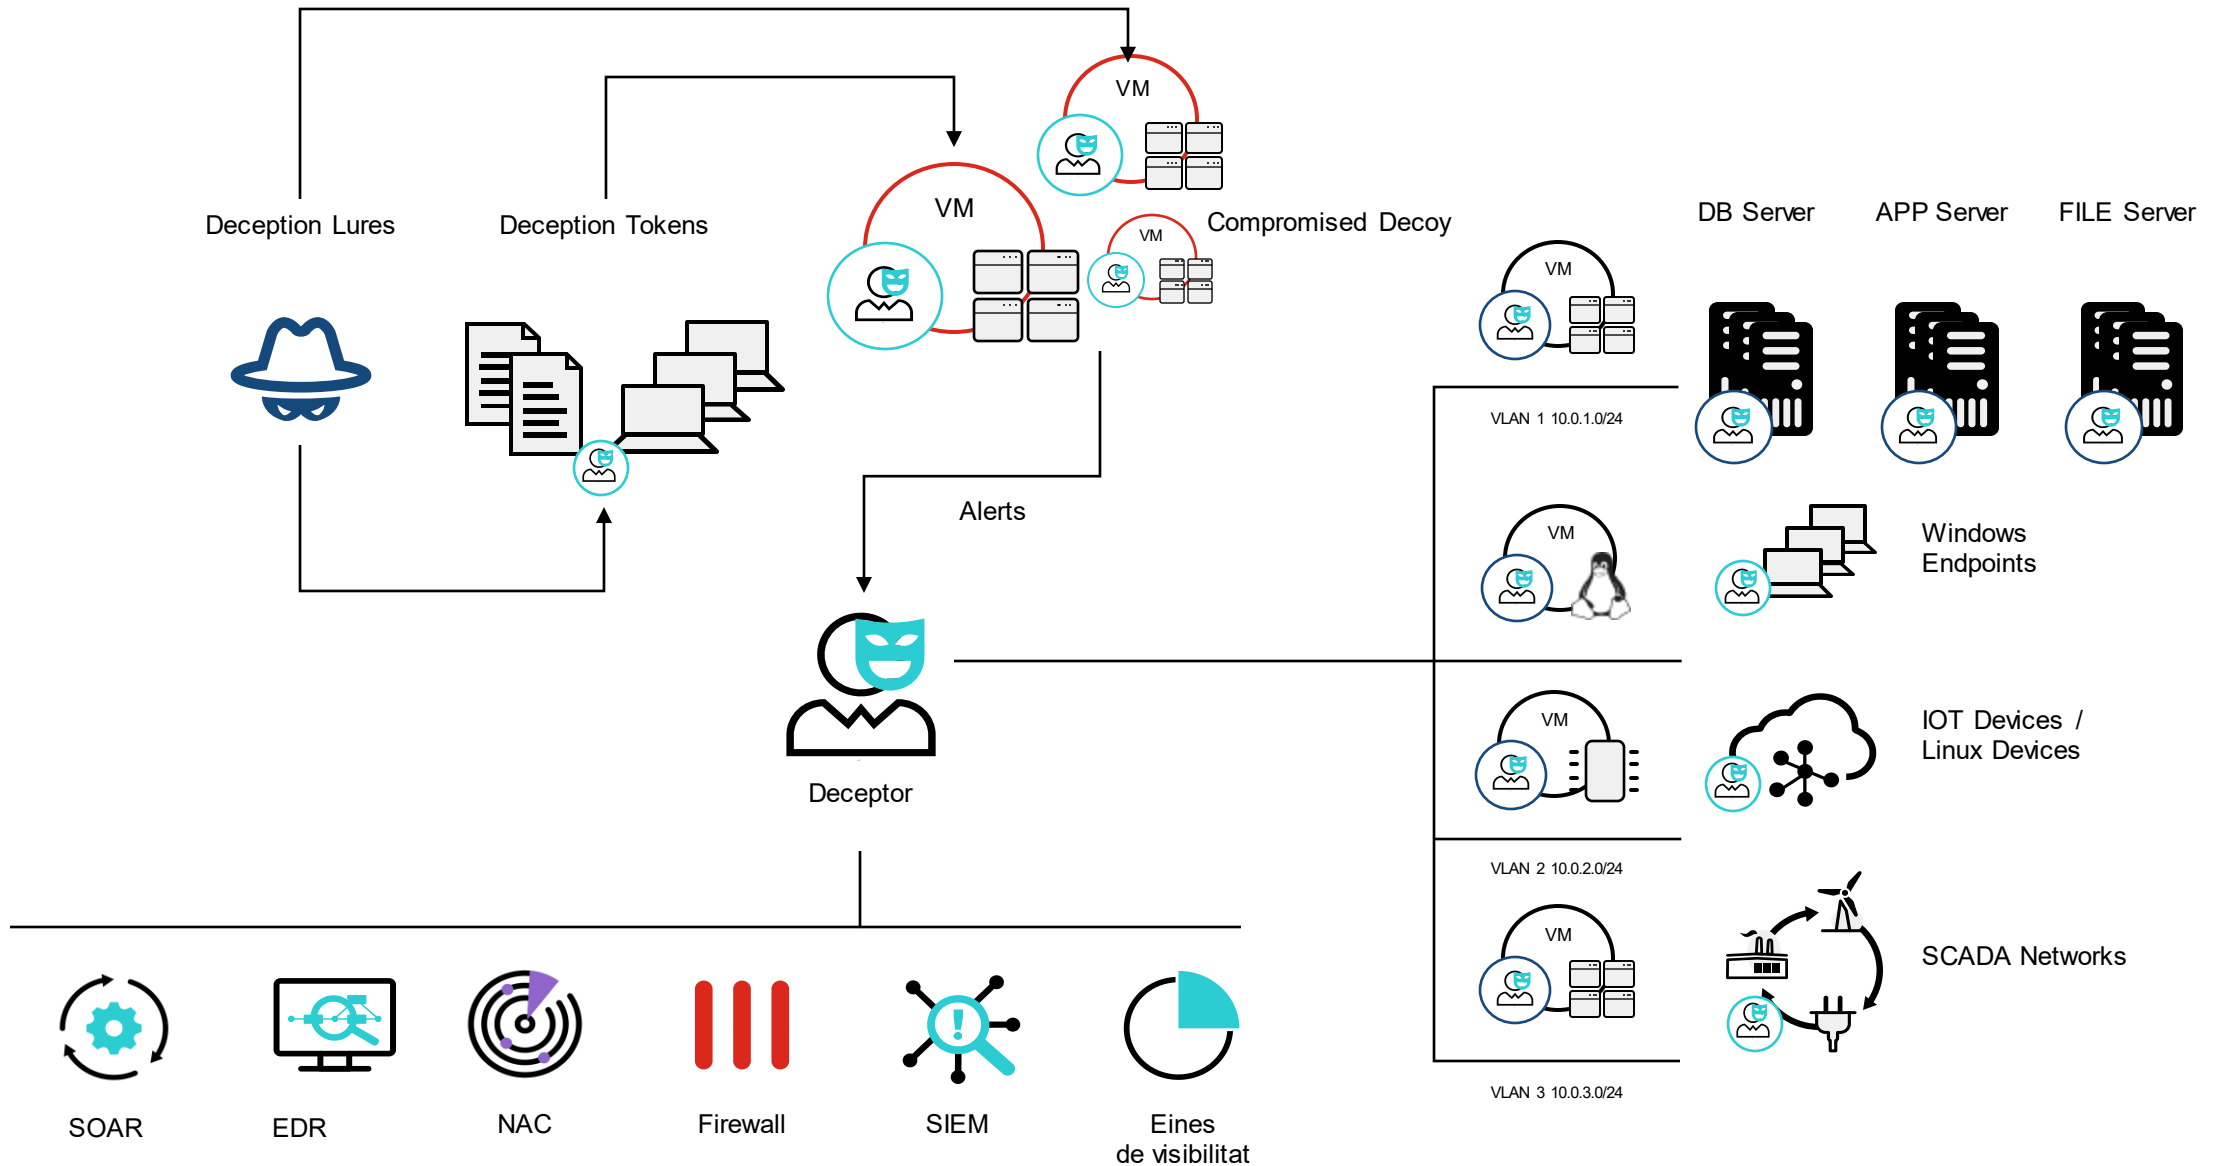 VM
VM
Deception Lures
Deception Tokens
VM
Compromised Decoy
DB Server
APP Server
FILE Server
VM
VLAN 1 10.0.1.0/24
Alerts
VM
Windows
Endpoints
VM
IOT Devices /
Linux Devices
Deceptor
VLAN 2 10.0.2.0/24
VM
SCADA Networks
VLAN 3 10.0.3.0/24
SOAR
EDR
NAC
Firewall
SIEM
Eines
de visibilitat